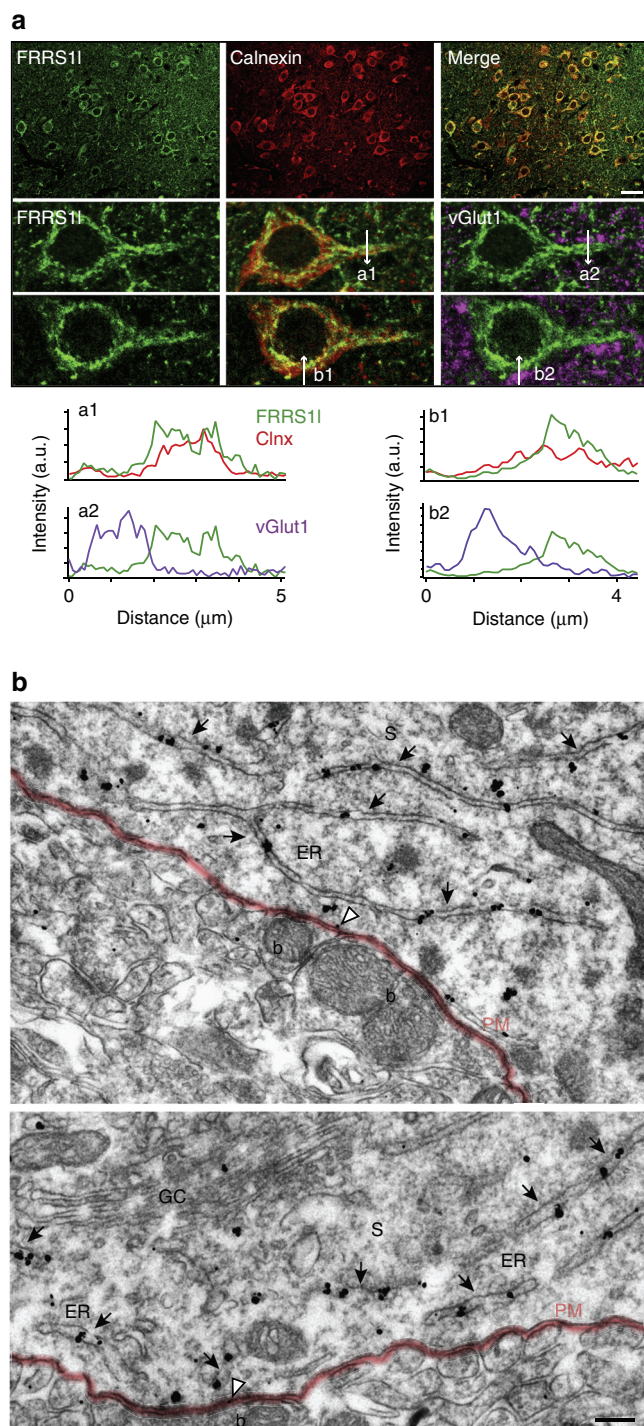 a
FRRS1l Calnexin Merge
FRRS1l a1 vGlut1 a2
b1 b2
a1 FRRS1l
Clnx
b1
Intensity (a.u.)
a2 vGlut1
b2
0 5
0 4
Distance (μm) Distance (μm)
b
S
ER
b
b
PM
GC
S
ER
ER
PM
b